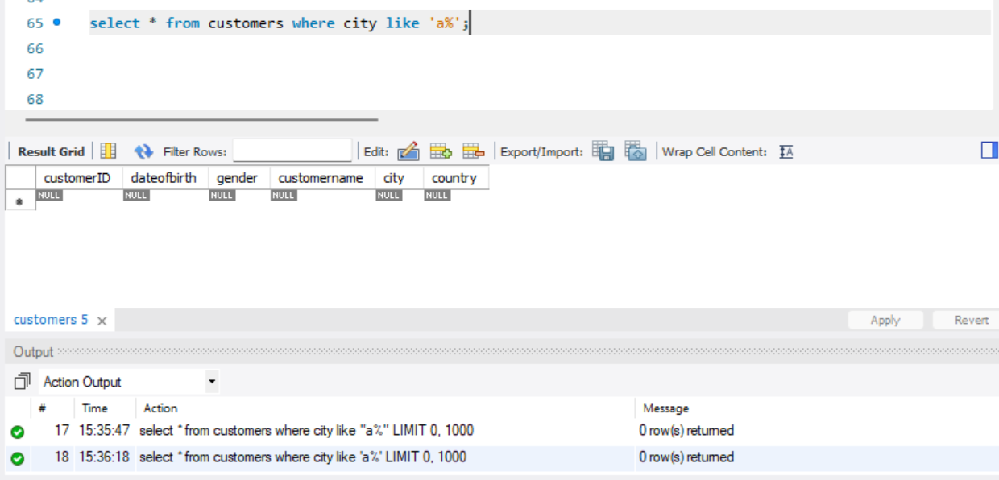 64
65 select * from customers where city like 'a%';
66
67
68
Result Grid Filter Rows: Edit: Export/Import: Wrap Cell Content: IA
customerID dateofbirth gender customername city country
NULL NULL NULL NULL NULL NULL
customers 5 × Apply Revert
Output
Action Output
# Time Action Message
17 15:35:47 select * from customers where city like "a%" LIMIT 0, 1000 0 row(s) returned
18 15:36:18 select * from customers where city like 'a%' LIMIT 0, 1000 0 row(s) returned